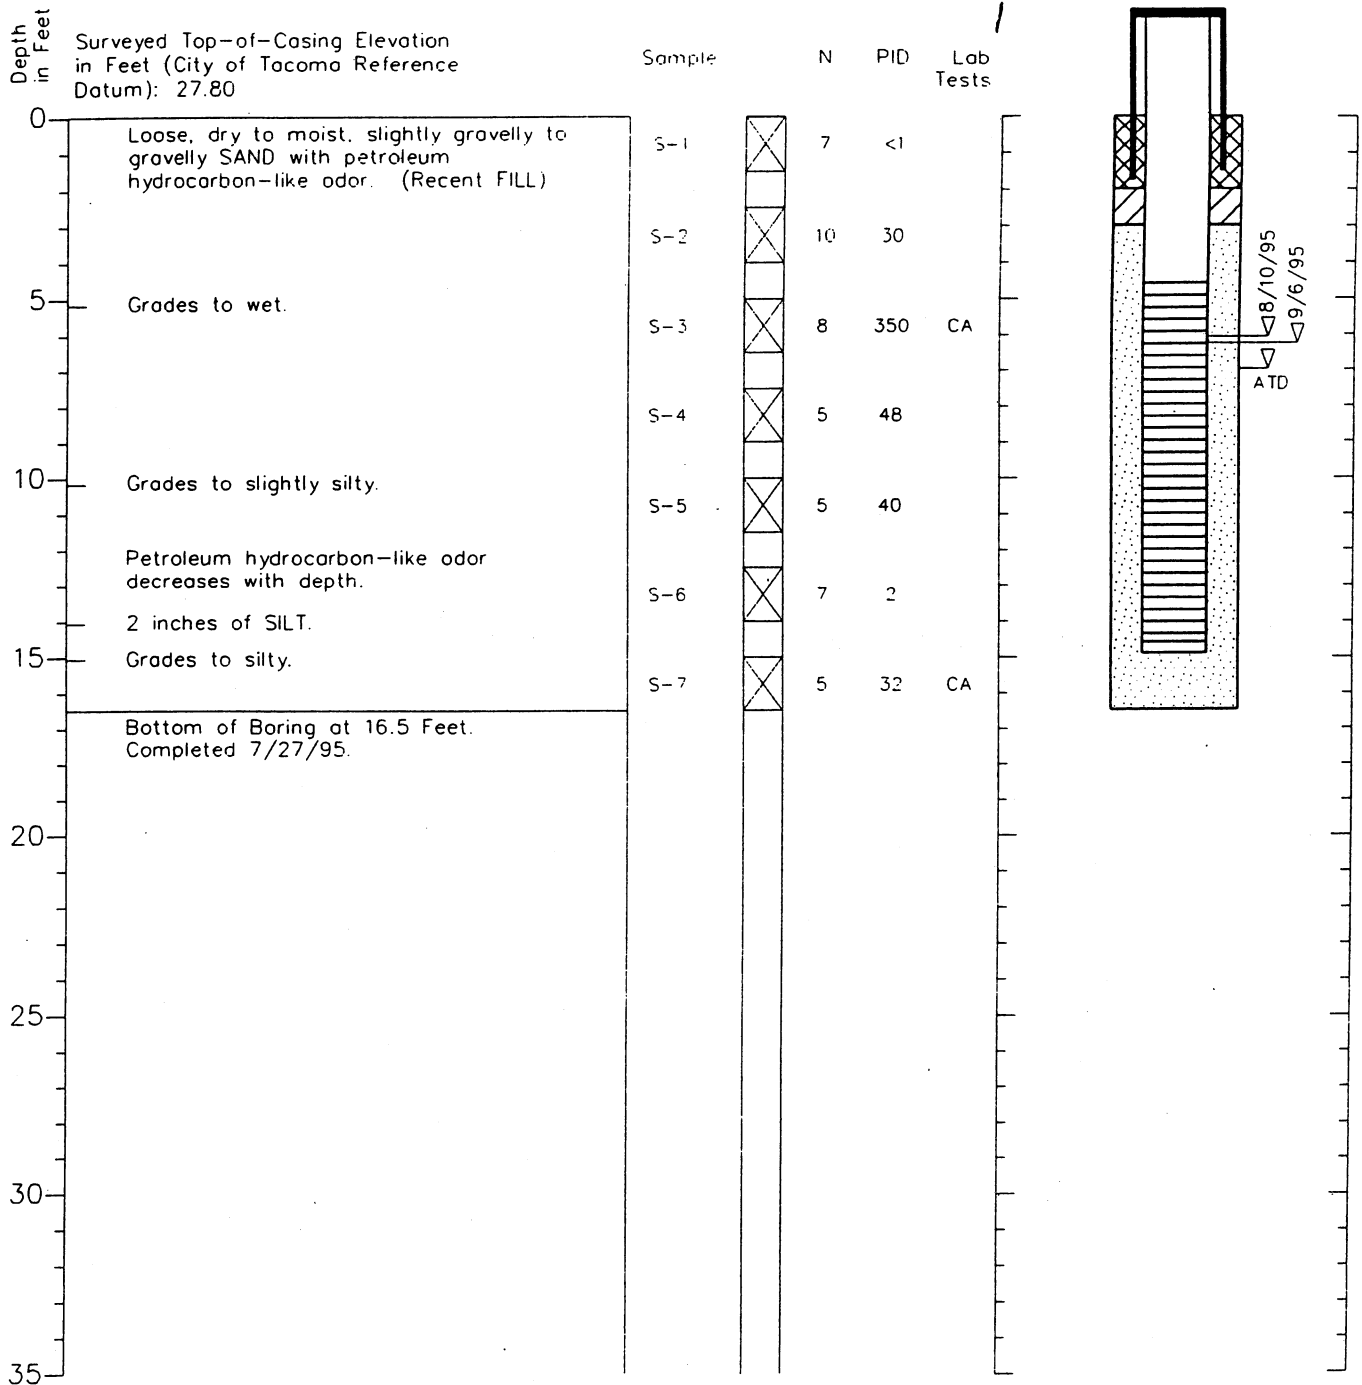 Depth
in Feet
Surveyed Top-of-Casing Elevation
in Feet (City of Tacoma Reference
Datum): 27.80
Sample N PID Lab
Tests
0
Loose, dry to moist, slightly gravelly to
gravelly SAND with petroleum
hydrocarbon-like odor. (Recent FILL)
S-1 7 <1
S-2 10 30
5
Grades to wet.
S-3 8 350 CA
8/10/95
9/6/95
ATD
S-4 5 48
10
Grades to slightly silty.
S-5 5 40
Petroleum hydrocarbon-like odor
decreases with depth.
S-6 7 2
2 inches of SILT.
15
Grades to silty.
S-7 5 32 CA
Bottom of Boring at 16.5 Feet.
Completed 7/27/95.
20
25
30
35